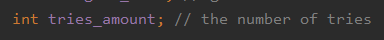 int tries_amount; // the number of tries